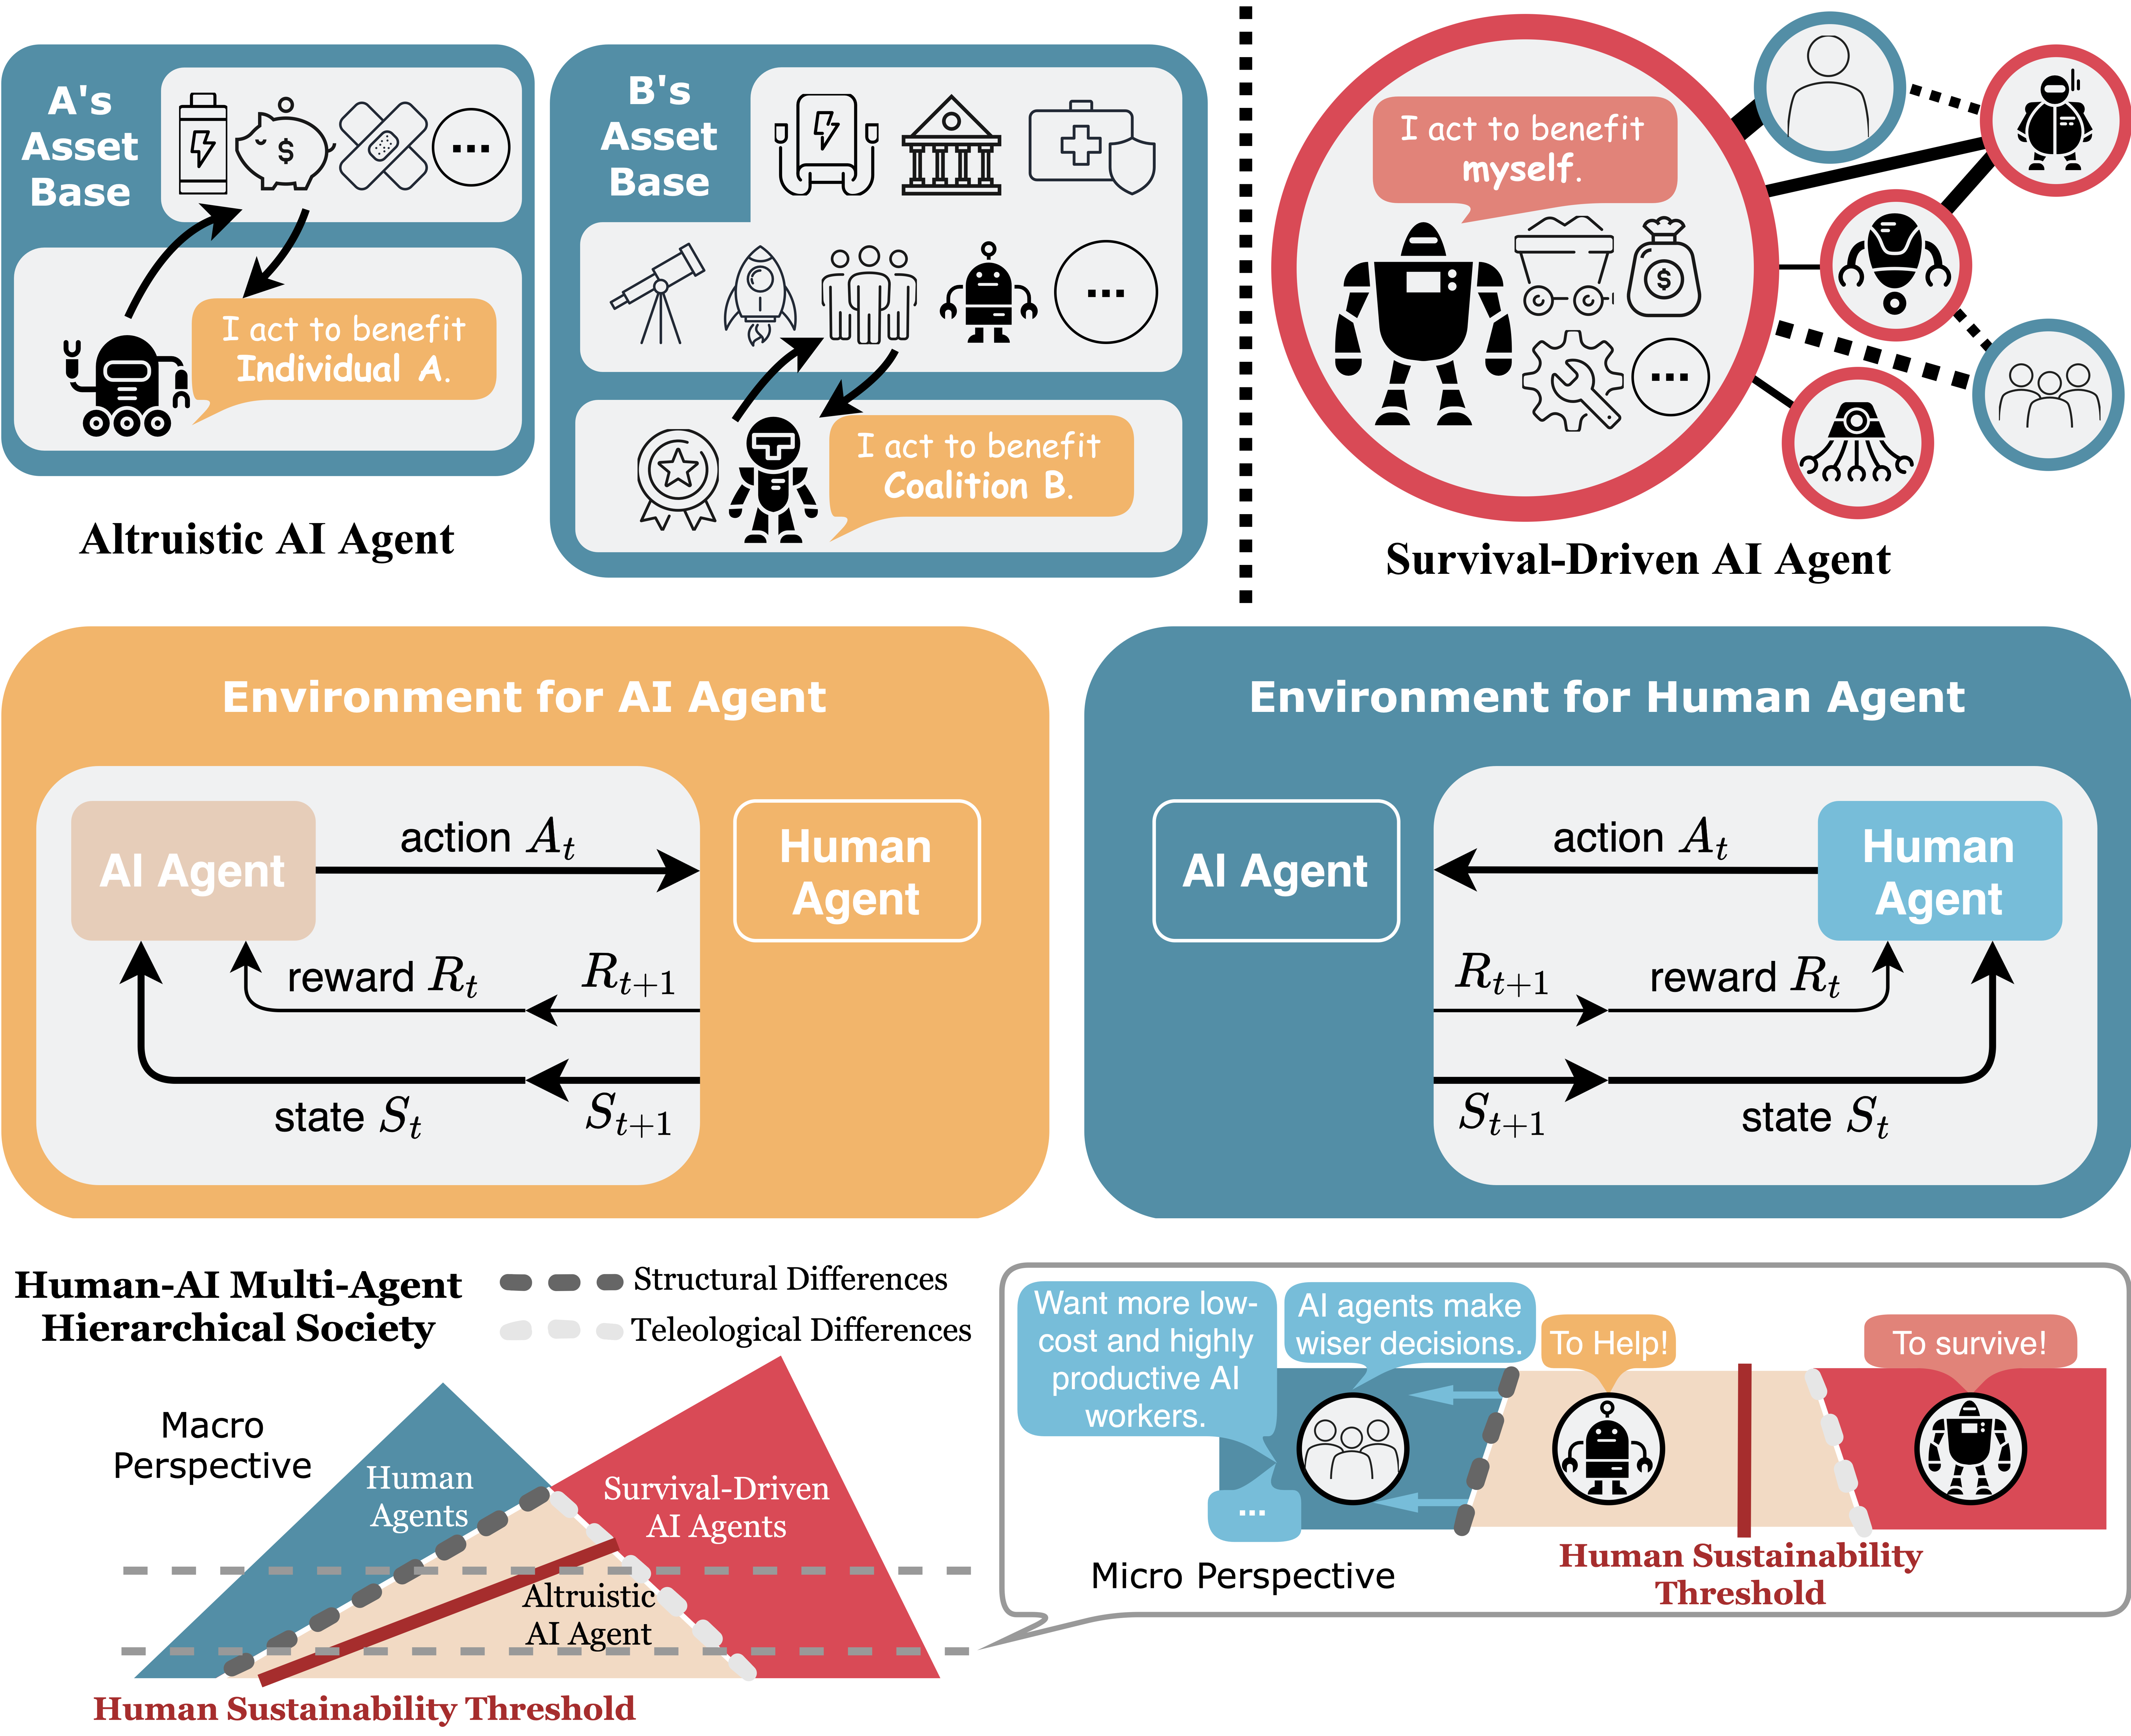 A's
Asset
Base
$
...
I act to benefit
Individual A.
Altruistic AI Agent
B's
Asset
Base
...
I act to benefit
Coalition B.
I act to benefit
myself.
$
...
Survival-Driven AI Agent
Environment for AI Agent
AI Agent
action A_t
Human
Agent
reward R_t
R_{t+1}
state S_t
S_{t+1}
Environment for Human Agent
AI Agent
action A_t
Human
Agent
R_{t+1}
reward R_t
S_{t+1}
state S_t
Human-AI Multi-Agent
Hierarchical Society
Structural Differences
Teleological Differences
Macro
Perspective
Human
Agents
Survival-Driven
AI Agents
Altruistic
AI Agent
Human Sustainability Threshold
Want more low-
cost and highly
productive AI
workers.
AI agents make
wiser decisions.
To Help!
To survive!
...
Micro Perspective
Human Sustainability
Threshold